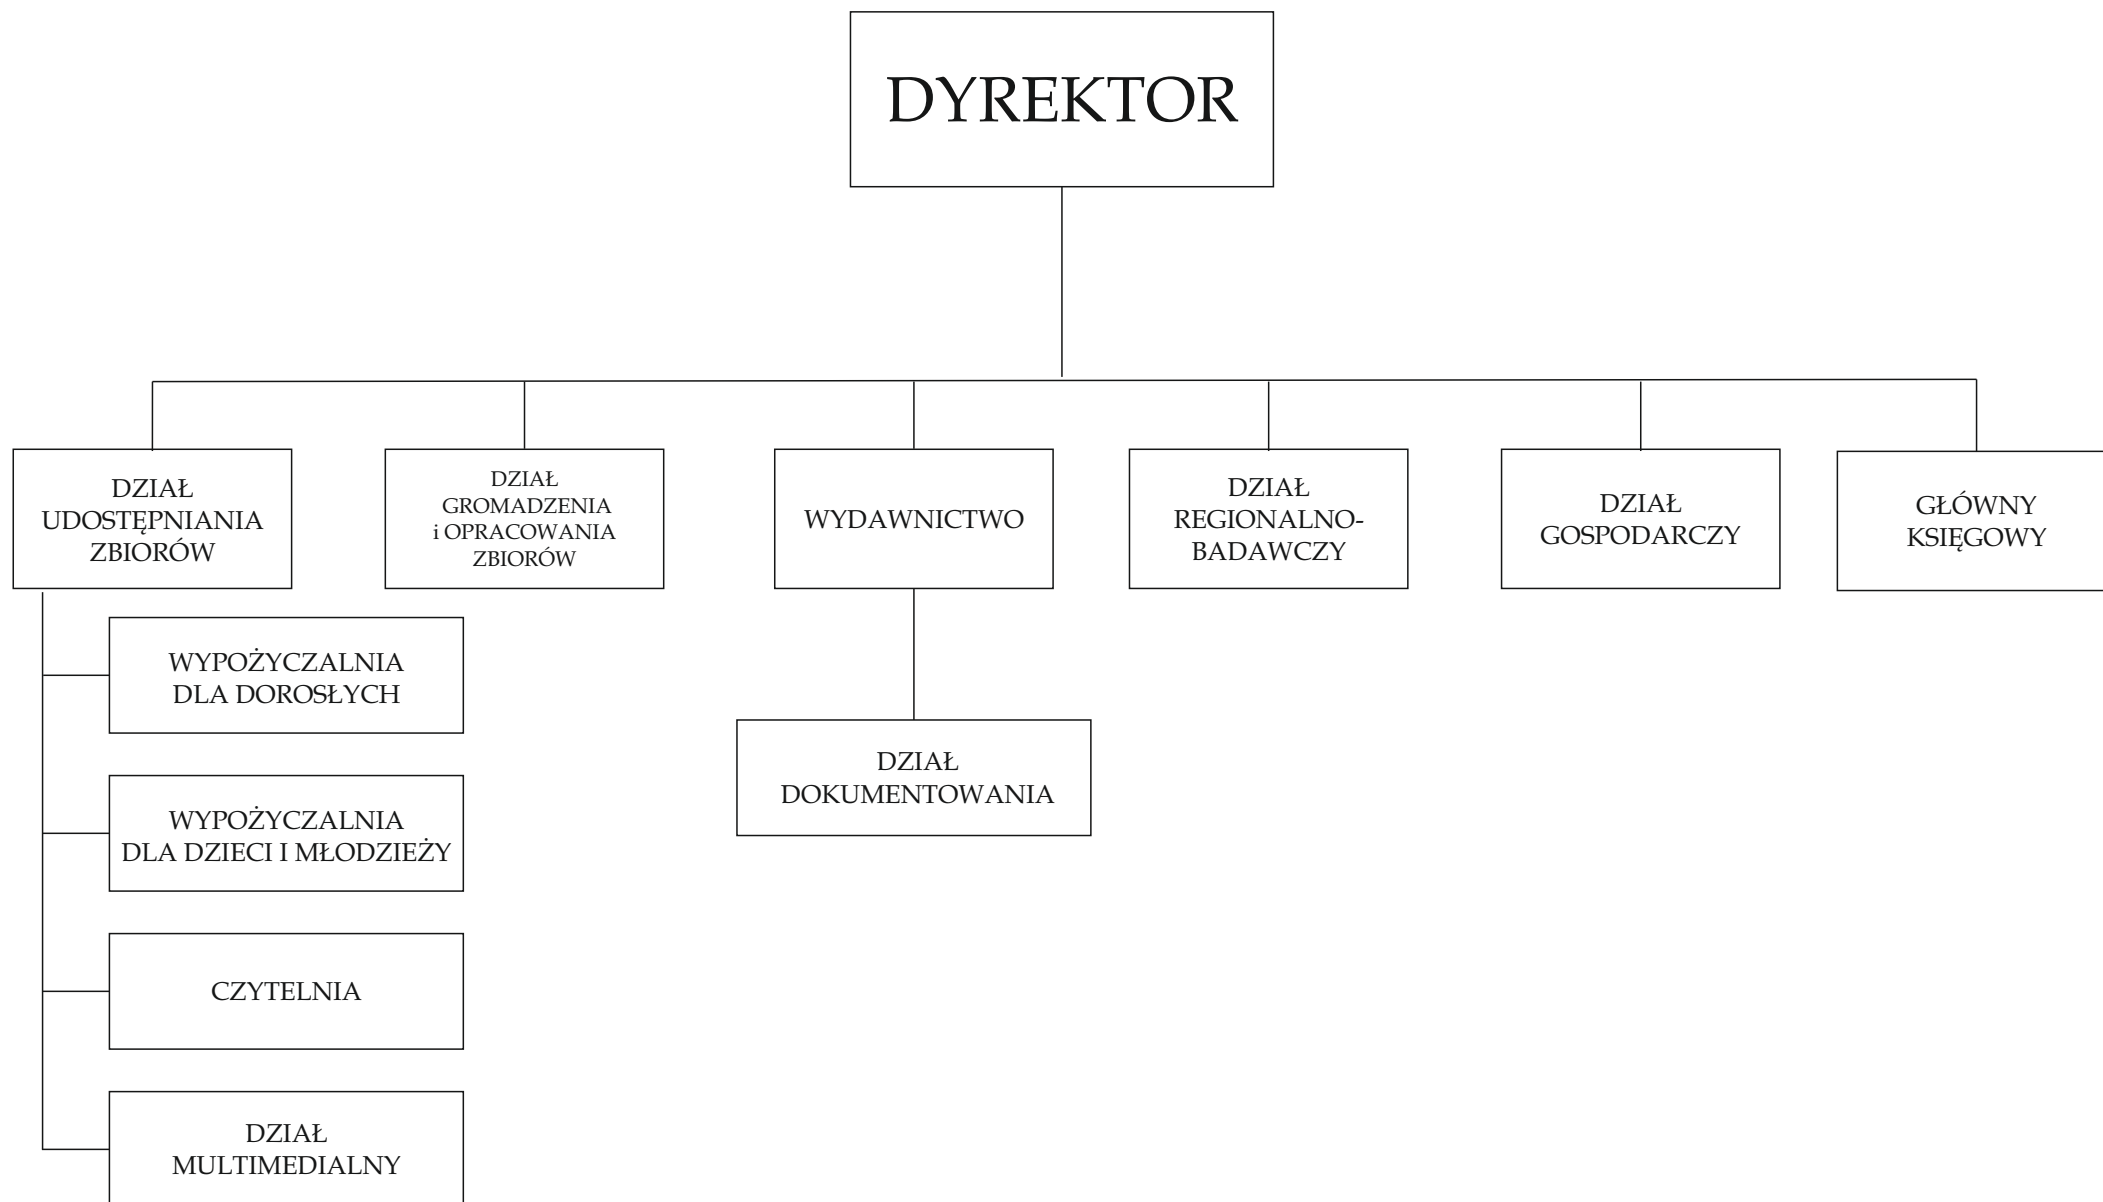 DYREKTOR
DZIAŁ
UDOSTĘPNIANIA
ZBIORÓW
DZIAŁ
GROMADZENIA
i OPRACOWANIA
ZBIORÓW
WYDAWNICTWO
DZIAŁ
REGIONALNO-
BADAWCZY
DZIAŁ
GOSPODARCZY
GŁÓWNY
KSIĘGOWY
WYPOŻYCZALNIA
DLA DOROSŁYCH
WYPOŻYCZALNIA
DLA DZIECI I MŁODZIEŻY
CZYTELNIA
DZIAŁ
MULTIMEDIALNY
DZIAŁ
DOKUMENTOWANIA